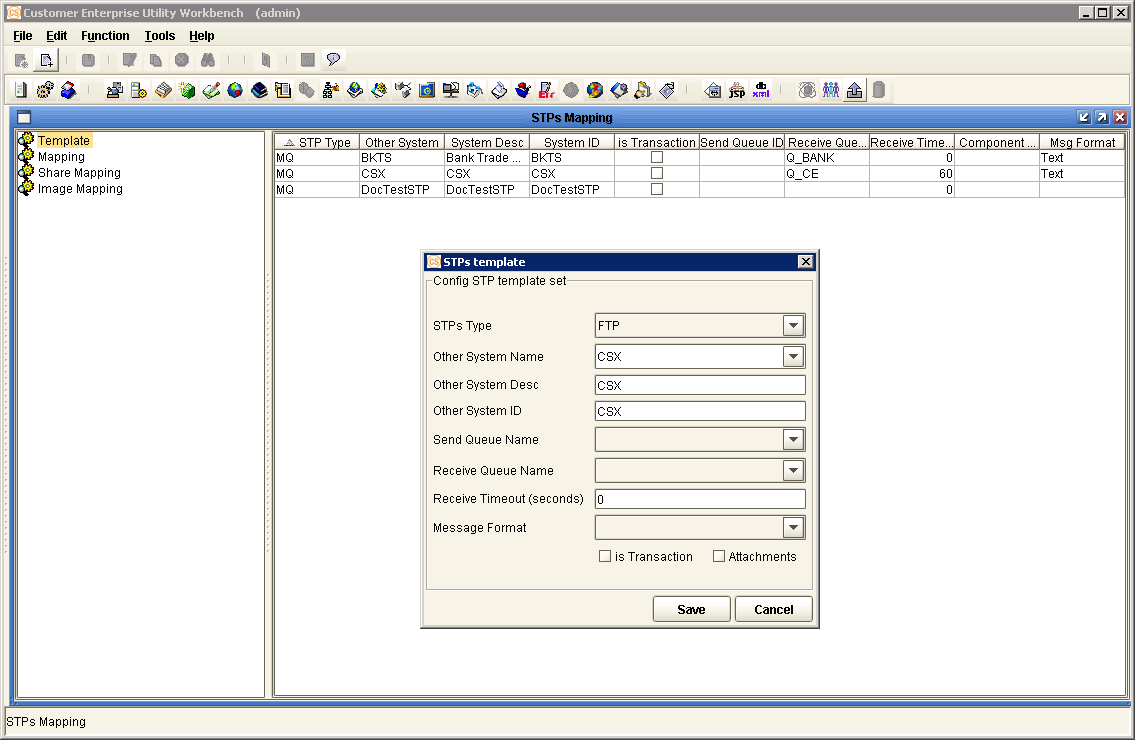 CS Customer Enterprise Utility Workbench (admin)
File Edit Function Tools Help
jsp db xml
STPs Mapping
Template
Mapping
Share Mapping
Image Mapping
STP Type Other System System Desc System ID is Transaction Send Queue ID Receive Que... Receive Time... Component ... Msg Format
MQ BKTS Bank Trade ... BKTS Q_BANK 0 Text
MQ CSX CSX CSX Q_CE 60 Text
MQ DocTestSTP DocTestSTP DocTestSTP 0
CS STPs template
Config STP template set
STPs Type FTP
Other System Name CSX
Other System Desc CSX
Other System ID CSX
Send Queue Name
Receive Queue Name
Receive Timeout (seconds) 0
Message Format
is Transaction Attachments
Save Cancel
STPs Mapping